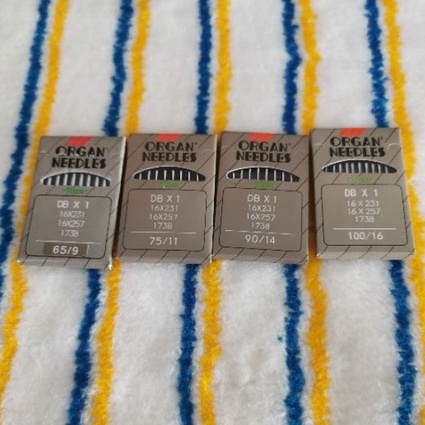 ORGAN
NEEDLES
DB X 1
16X231
16X257
1738
65/9
ORGAN
NEEDLES
DB X 1
16X231
16X257
1738
75/11
ORGAN
NEEDLES
DB X 1
16X231
16X257
1738
90/14
ORGAN
NEEDLES
DB X 1
16 X 231
16 X 257
1738
100/16